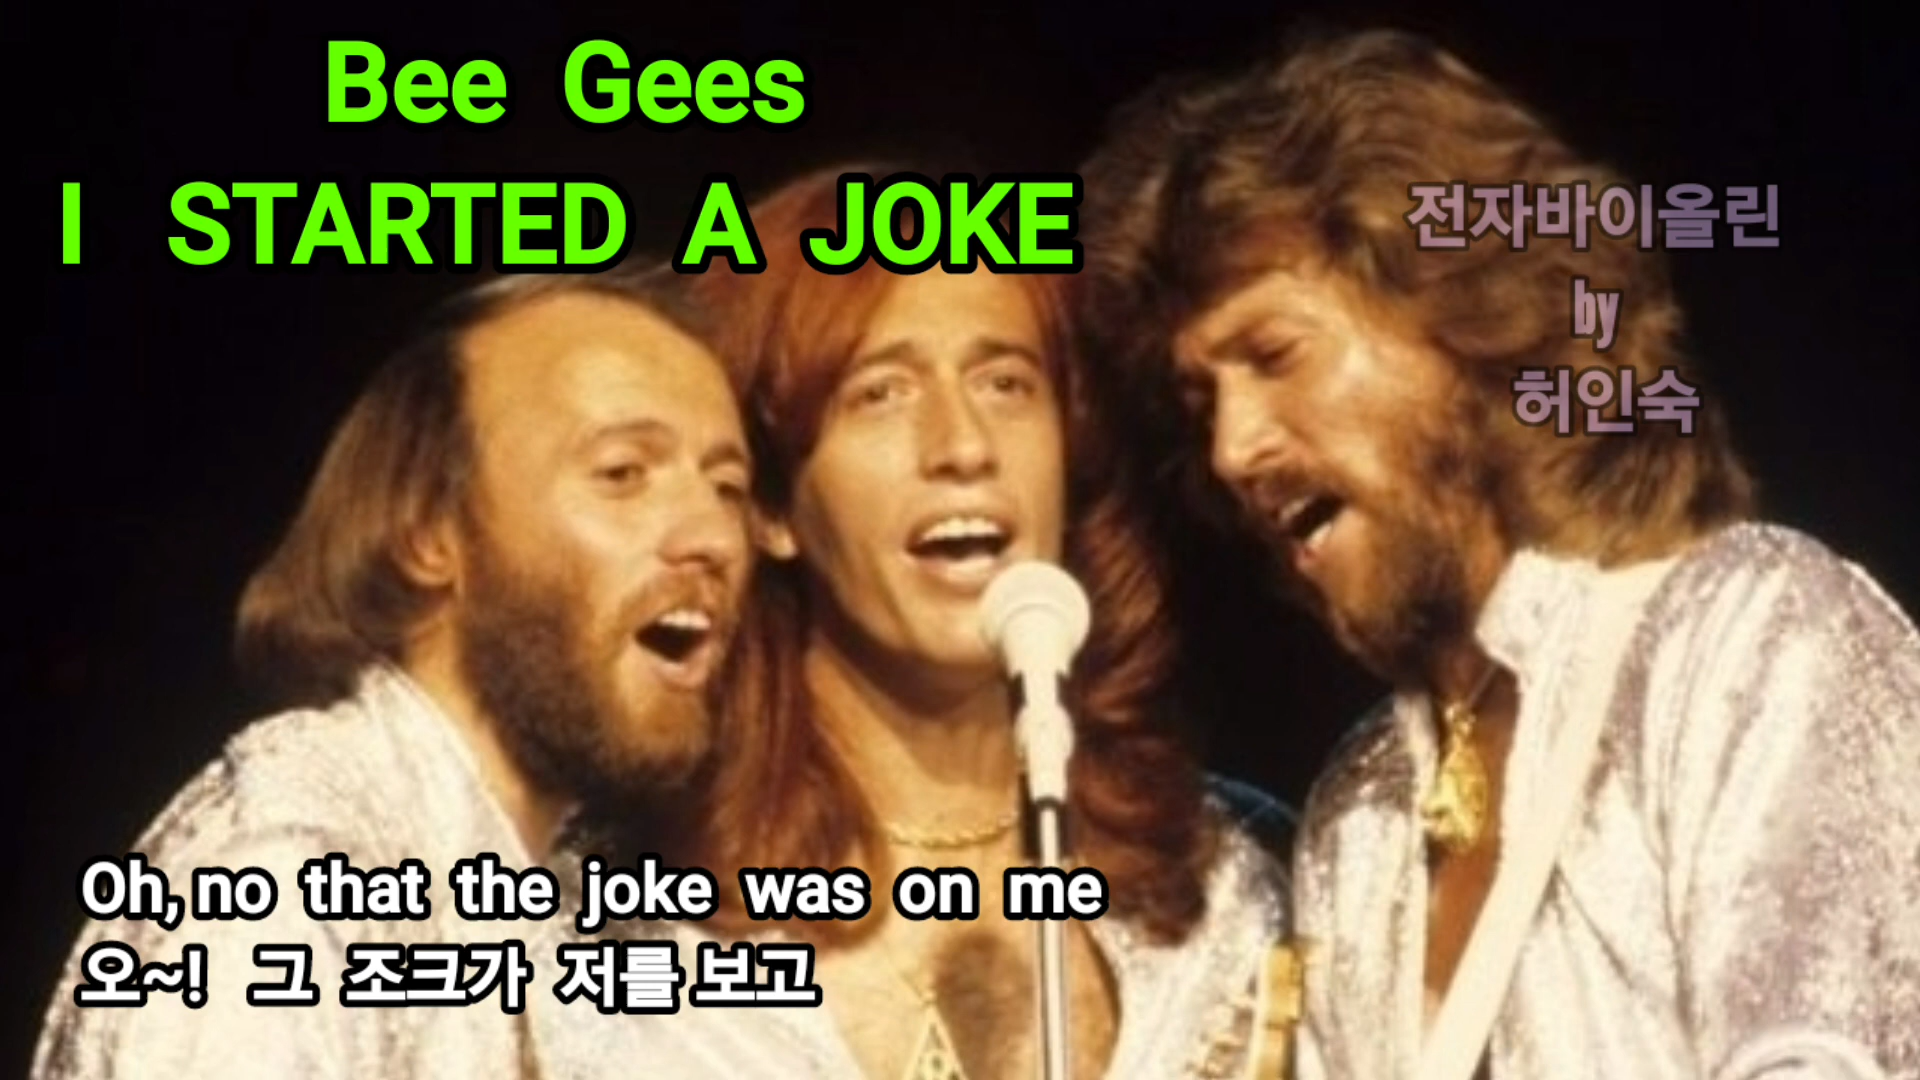 Bee Gees
I STARTED A JOKE
전자바이올린
by
허인숙
Oh, no that the joke was on me
오~! 그 조크가 저를 보고